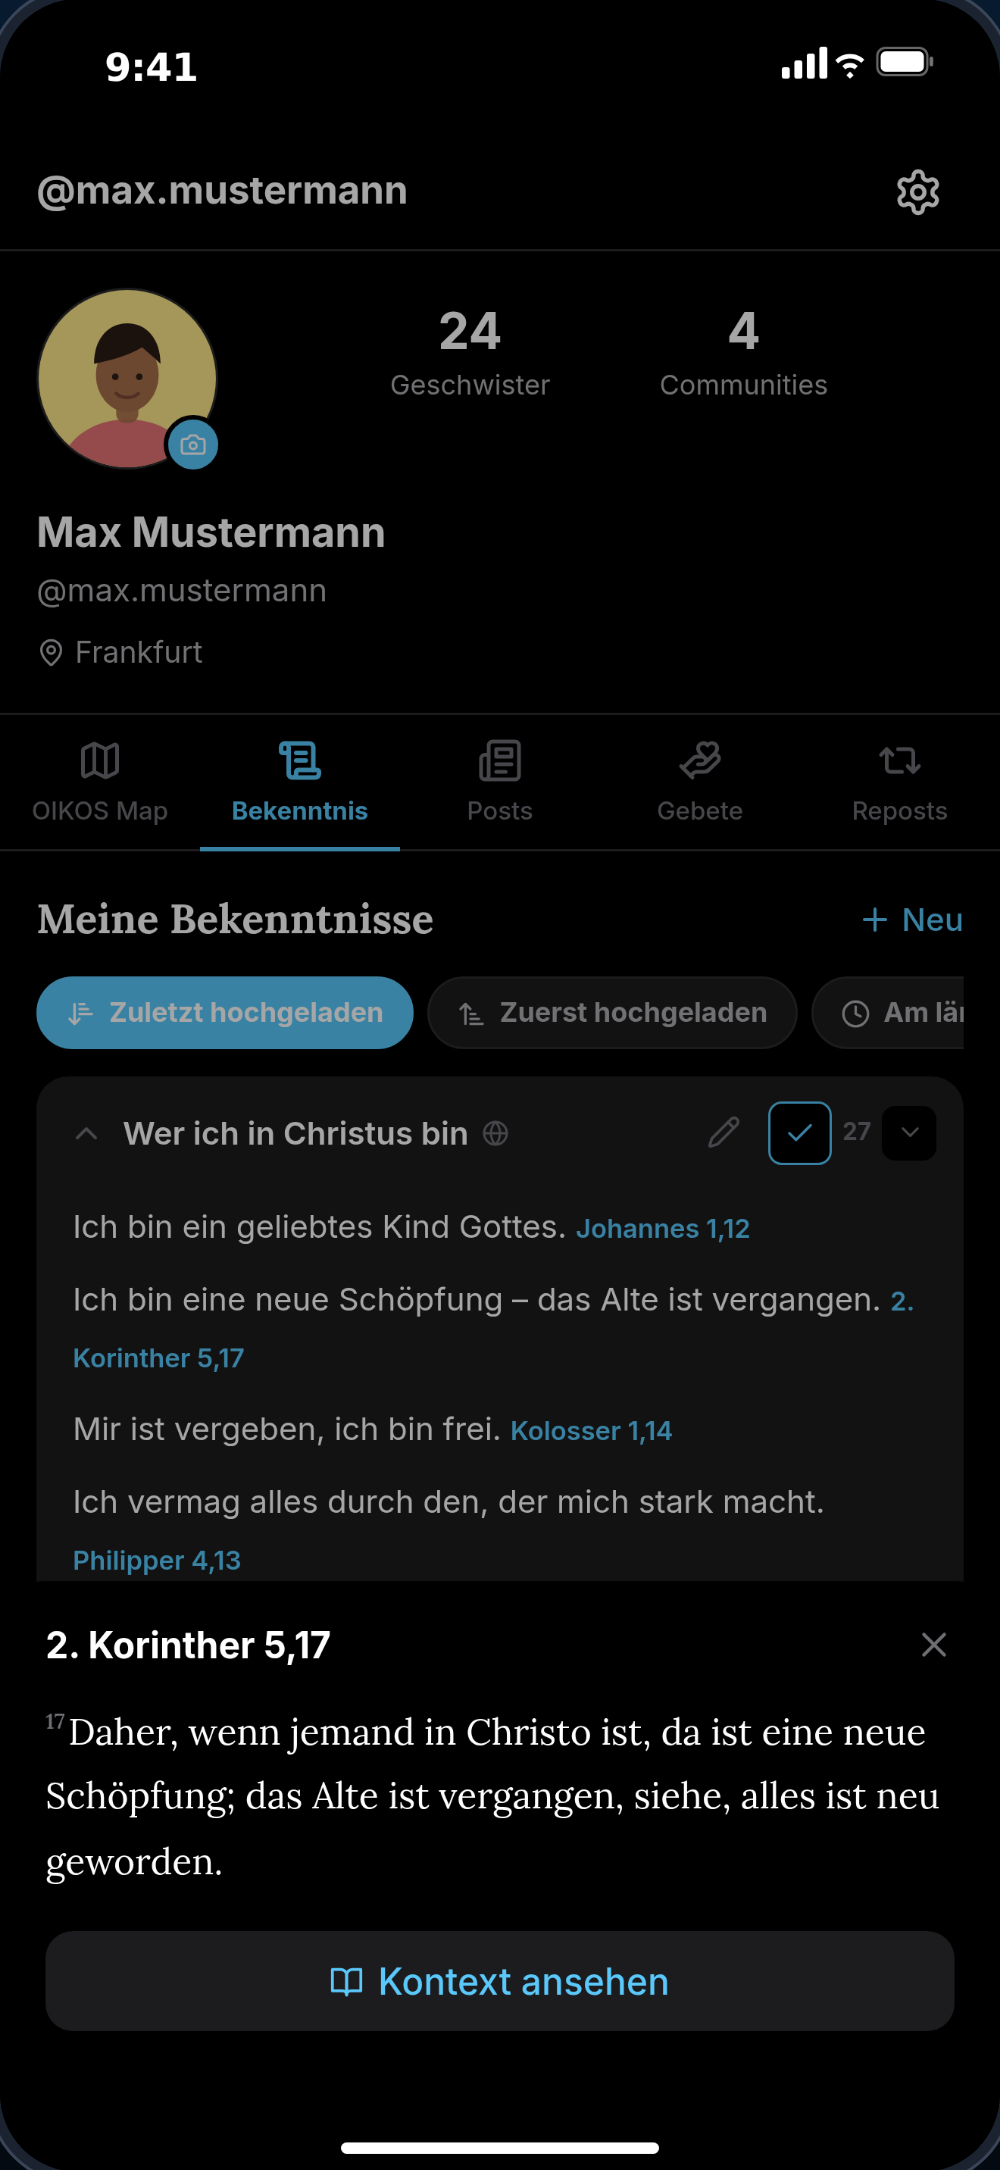 9:41
@max.mustermann
24
4
Geschwister
Communities
Max Mustermann
@max.mustermann
Frankfurt
OIKOS Map
Bekenntnis
Posts
Gebete
Reposts
Meine Bekenntnisse
+ Neu
Zuletzt hochgeladen
Zuerst hochgeladen
Am lä
Wer ich in Christus bin
27
Ich bin ein geliebtes Kind Gottes. Johannes 1,12
Ich bin eine neue Schöpfung – das Alte ist vergangen. 2.
Korinther 5,17
Mir ist vergeben, ich bin frei. Kolosser 1,14
Ich vermag alles durch den, der mich stark macht.
Philipper 4,13
2. Korinther 5,17
17 Daher, wenn jemand in Christo ist, da ist eine neue
Schöpfung; das Alte ist vergangen, siehe, alles ist neu
geworden.
Kontext ansehen